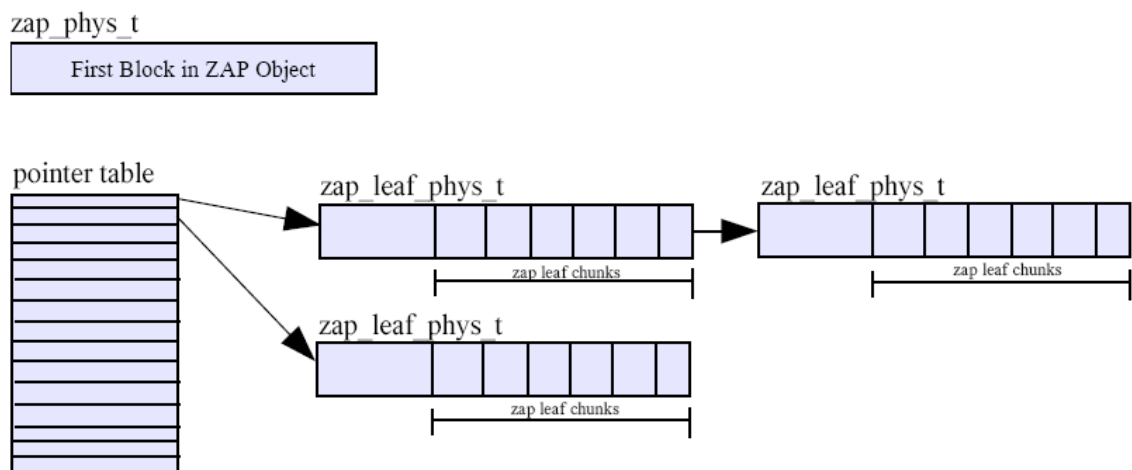 zap_phys_t
First Block in ZAP Object
pointer table
zap_leaf_phys_t
zap_leaf_phys_t
zap leaf chunks
zap leaf chunks
zap_leaf_phys_t
zap leaf chunks